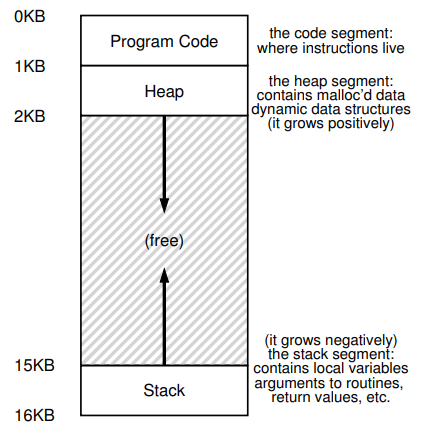 0KB
Program Code
the code segment:
where instructions live
1KB
Heap
the heap segment:
contains malloc'd data
dynamic data structures
(it grows positively)
2KB
(free)
(it grows negatively)
the stack segment:
contains local variables
arguments to routines,
return values, etc.
15KB
Stack
16KB